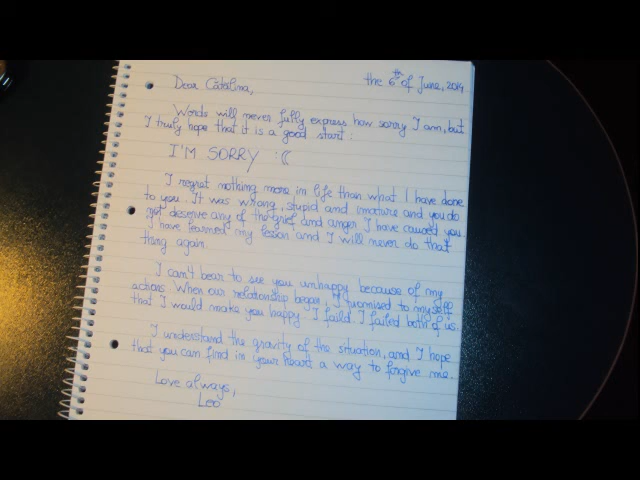 the 6th of June, 2014
Dear Catalina,
Words will never fully express how sorry I am, but
I truly hope that it is a good start:
I'M SORRY :((
I regret nothing more in life than what I have done
to you. It was wrong, stupid and imature and you do
not deserve any of the grief and anger I have caused you.
I have learned my lesson and I will never do that
thing again.
I can't bear to see you unhappy because of my
actions. When our relationship began, I promised to myself
that I would make you happy. I faild. I failed both of us.
I understand the gravity of the situation, and I hope
that you can find in your heart a way to forgive me.
Love always,
Leo